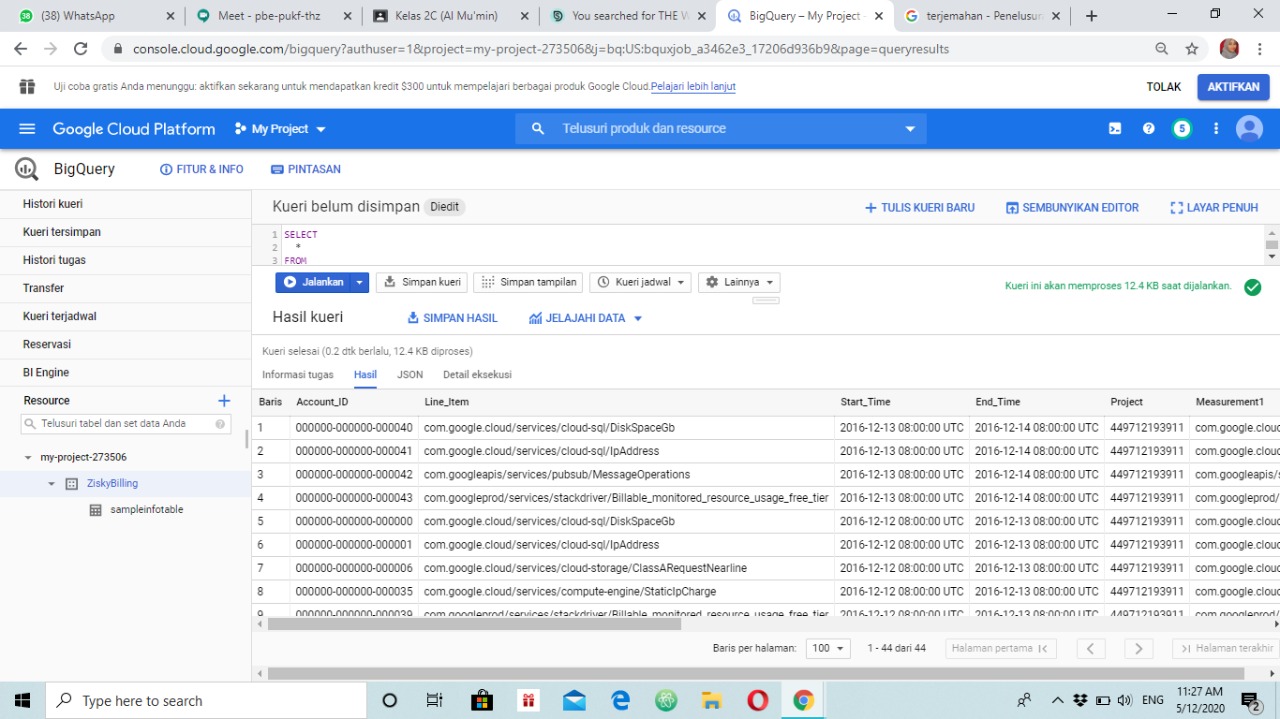 (38) WhatsApp
Meet - pbe-pukf-thz
Kelas 2C (Al Mu'min)
You searched for THE W
BigQuery – My Project -
terjemahan - Penelusur
console.cloud.google.com/bigquery?authuser=1&project=my-project-273506&j=bq:US:bquxjob_a3462e3_17206d936b9&page=queryresults
Uji coba gratis Anda menunggu: aktifkan sekarang untuk mendapatkan kredit $300 untuk mempelajari berbagai produk Google Cloud.Pelajari lebih lanjut
TOLAK
AKTIFKAN
Google Cloud Platform
My Project
Telusuri produk dan resource
5
BigQuery
FITUR & INFO
PINTASAN
Histori kueri
Kueri tersimpan
Histori tugas
Transfer
Kueri terjadwal
Reservasi
BI Engine
Resource
Telusuri tabel dan set data Anda
my-project-273506
ZiskyBilling
sampleinfotable
Kueri belum disimpan Diedit
TULIS KUERI BARU
SEMBUNYIKAN EDITOR
LAYAR PENUH
1 SELECT
2 *
3 FROM
Jalankan
Simpan kueri
Simpan tampilan
Kueri jadwal
Lainnya
Kueri ini akan memproses 12.4 KB saat dijalankan.
Hasil kueri
SIMPAN HASIL
JELAJAHI DATA
Kueri selesai (0.2 dtk berlalu, 12.4 KB diproses)
Informasi tugas Hasil JSON Detail eksekusi
Baris Account_ID Line_Item Start_Time End_Time Project Measurement1
1 000000-000000-000040 com.google.cloud/services/cloud-sql/DiskSpaceGb 2016-12-13 08:00:00 UTC 2016-12-14 08:00:00 UTC 449712193911 com.google.cloud
2 000000-000000-000041 com.google.cloud/services/cloud-sql/IpAddress 2016-12-13 08:00:00 UTC 2016-12-14 08:00:00 UTC 449712193911 com.google.cloud
3 000000-000000-000042 com.googleapis/services/pubsub/MessageOperations 2016-12-13 08:00:00 UTC 2016-12-14 08:00:00 UTC 449712193911 com.googleapis/s
4 000000-000000-000043 com.googleprod/services/stackdriver/Billable_monitored_resource_usage_free_tier 2016-12-13 08:00:00 UTC 2016-12-14 08:00:00 UTC 449712193911 com.googleprod/
5 000000-000000-000000 com.google.cloud/services/cloud-sql/DiskSpaceGb 2016-12-12 08:00:00 UTC 2016-12-13 08:00:00 UTC 449712193911 com.google.cloud
6 000000-000000-000001 com.google.cloud/services/cloud-sql/IpAddress 2016-12-12 08:00:00 UTC 2016-12-13 08:00:00 UTC 449712193911 com.google.cloud
7 000000-000000-000006 com.google.cloud/services/cloud-storage/ClassARequestNearline 2016-12-12 08:00:00 UTC 2016-12-13 08:00:00 UTC 449712193911 com.google.cloud
8 000000-000000-000035 com.google.cloud/services/compute-engine/StaticIpCharge 2016-12-12 08:00:00 UTC 2016-12-13 08:00:00 UTC 449712193911 com.google.cloud
9 000000-000000-000039 com.googleprod/services/stackdriver/Billable_monitored_resource_usage_free_tier 2016-12-12 08:00:00 UTC 2016-12-13 08:00:00 UTC 449712193911 com.googleprod/
Baris per halaman: 100 1 - 44 dari 44 Halaman pertama Halaman terakhir
Type here to search
ENG
11:27 AM
5/12/2020
2